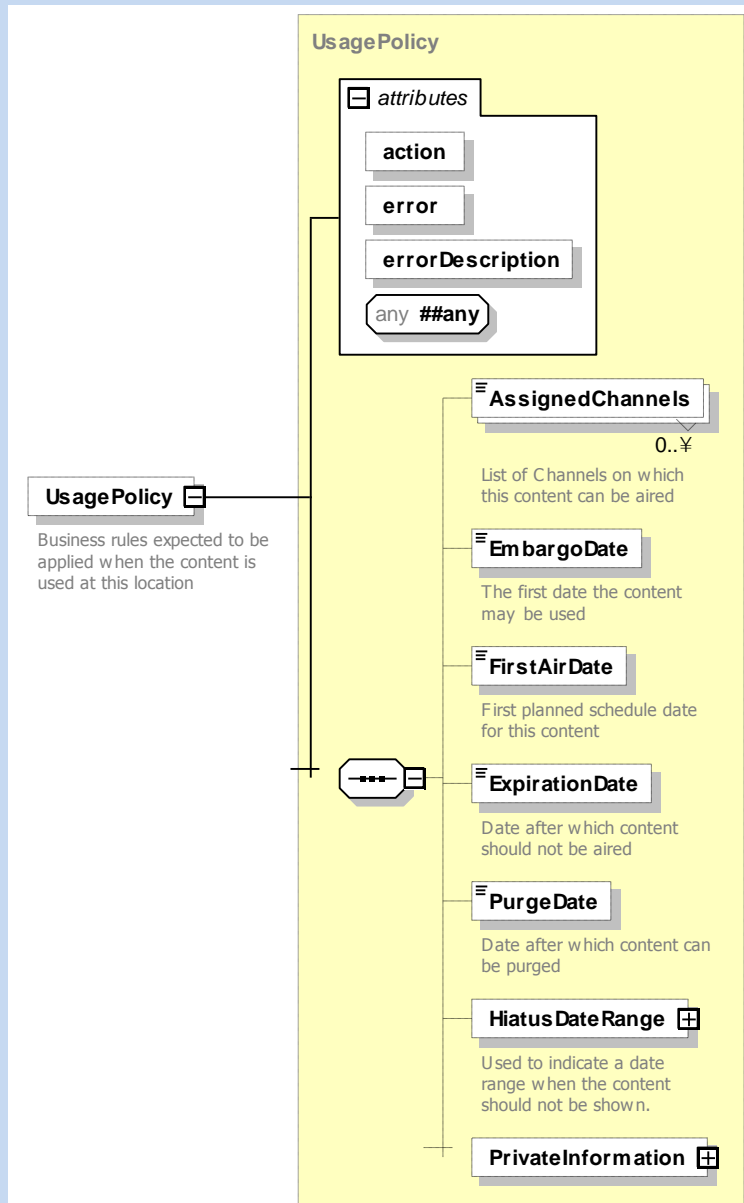 UsagePolicy
attributes
action
error
errorDescription
any ##any
UsagePolicy
Business rules expected to be
applied when the content is
used at this location
AssignedChannels
0..¥
List of Channels on which
this content can be aired
EmbargoDate
The first date the content
may be used
FirstAirDate
First planned schedule date
for this content
ExpirationDate
Date after which content
should not be aired
PurgeDate
Date after which content can
be purged
HiatusDateRange
Used to indicate a date
range when the content
should not be shown.
PrivateInformation